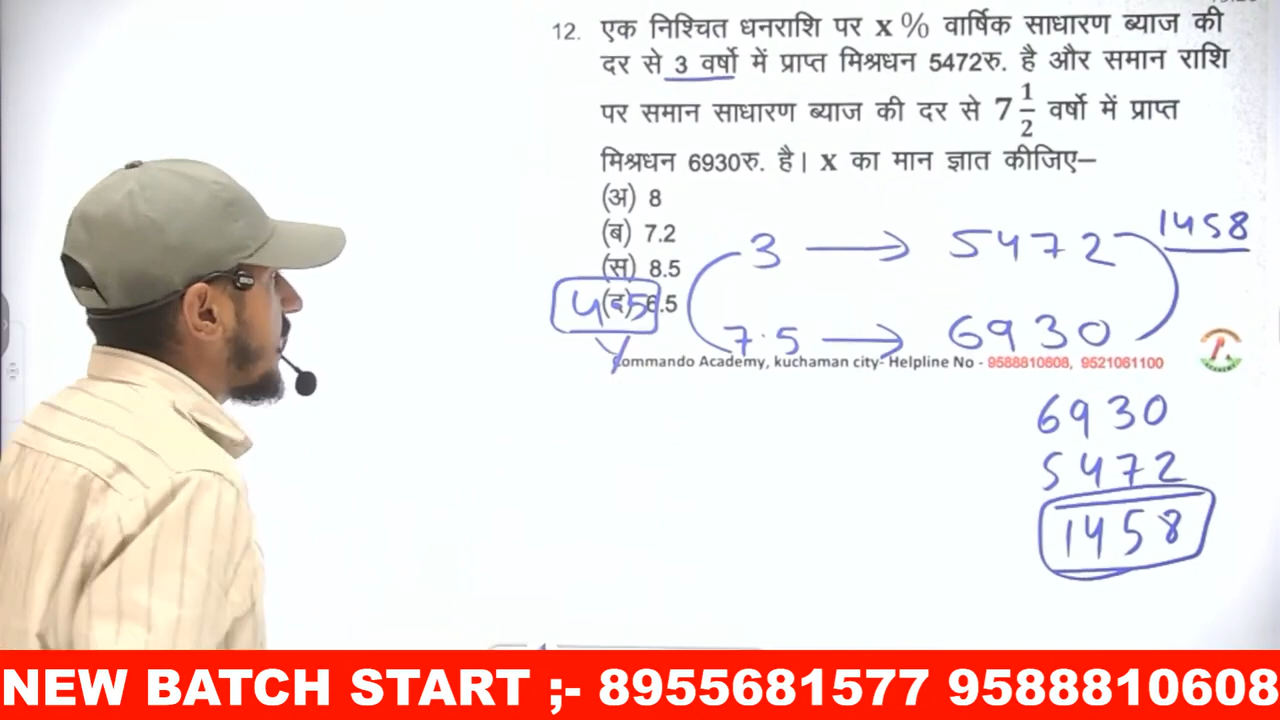 12. एक निश्चित धनराशि पर x % वार्षिक साधारण ब्याज की
दर से 3 वर्षो में प्राप्त मिश्रधन 5472रु. है और समान राशि
पर समान साधारण ब्याज की दर से 7 1/2 वर्षो में प्राप्त
मिश्रधन 6930रु. है। x का मान ज्ञात कीजिए–
(अ) 8
(ब) 7.2
(स) 8.5
(द) 6.5
3 → 5472
1458
7.5 → 6930
4.5
Y
Commando Academy, kuchaman city- Helpline No - 9588810608, 9521061100
6930
5472
1458
NEW BATCH START ;- 8955681577 9588810608